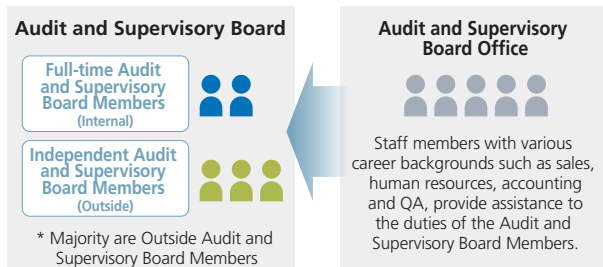 Audit and Supervisory Board
Full-time Audit
and Supervisory
Board Members
(Internal)
Independent Audit
and Supervisory
Board Members
(Outside)
* Majority are Outside Audit and
Supervisory Board Members
Audit and Supervisory
Board Office
Staff members with various
career backgrounds such as sales,
human resources, accounting
and QA, provide assistance to
the duties of the Audit and
Supervisory Board Members.